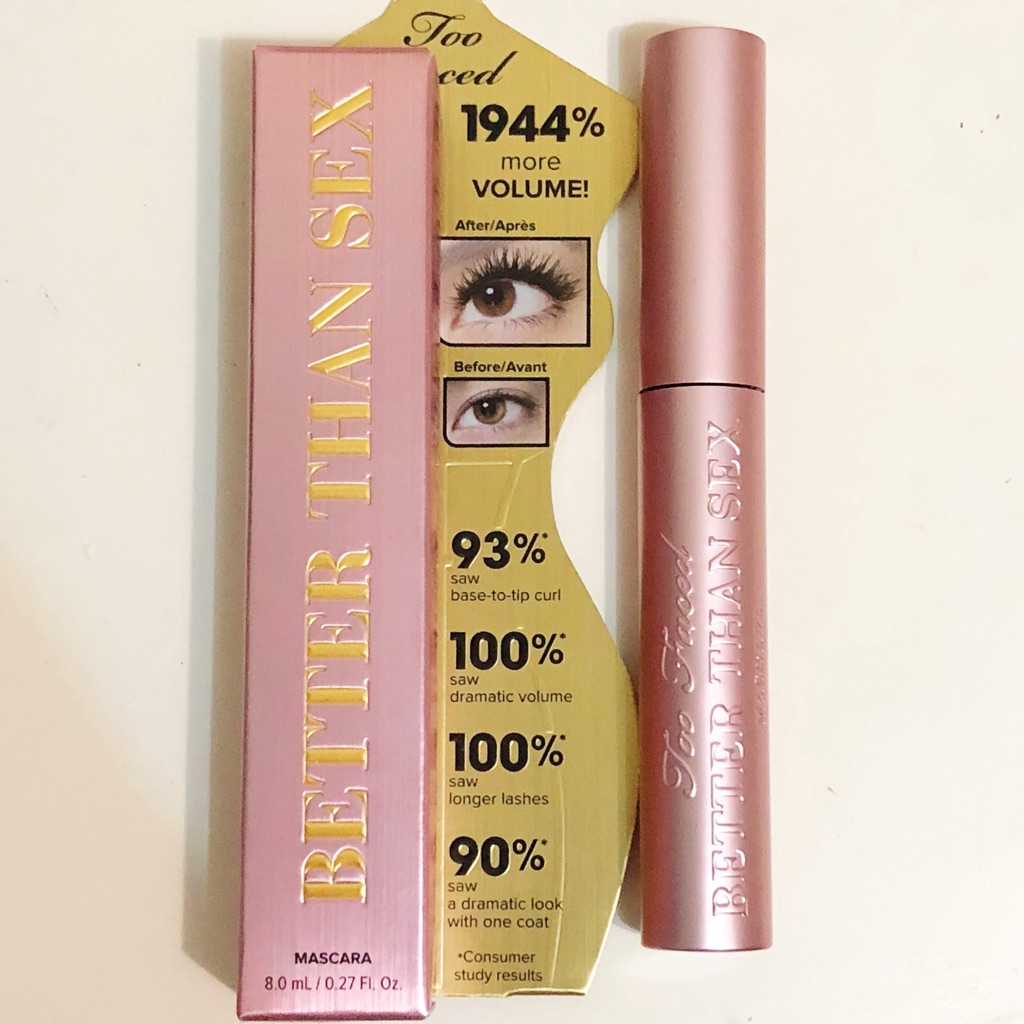 BETTER THAN SEX
MASCARA
8.0 mL / 0.27 Fl. Oz.
Too
1944%
more
VOLUME!
After/Après
Before/Avant
93%*
saw
base-to-tip curl
100%*
saw
dramatic volume
100%*
saw
longer lashes
90%*
saw
a dramatic look
with one coat
*Consumer
study results
Too Faced
BETTER THAN SEX
MASCARA